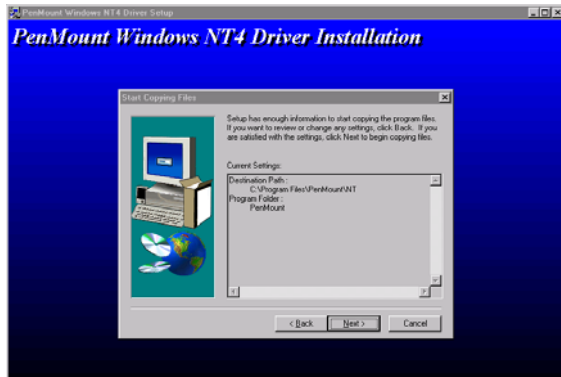 PenMount Windows NT4 Driver Setup
PenMount Windows NT4 Driver Installation
Start Copying Files
Setup has enough information to start copying the program files.
If you want to review or change any settings, click Back. If you
are satisfied with the settings, click Next to begin copying files.
Current Settings:
Destination Path :
C:\Program Files\PenMount\NT
Program Folder :
PenMount
< Back
Next >
Cancel